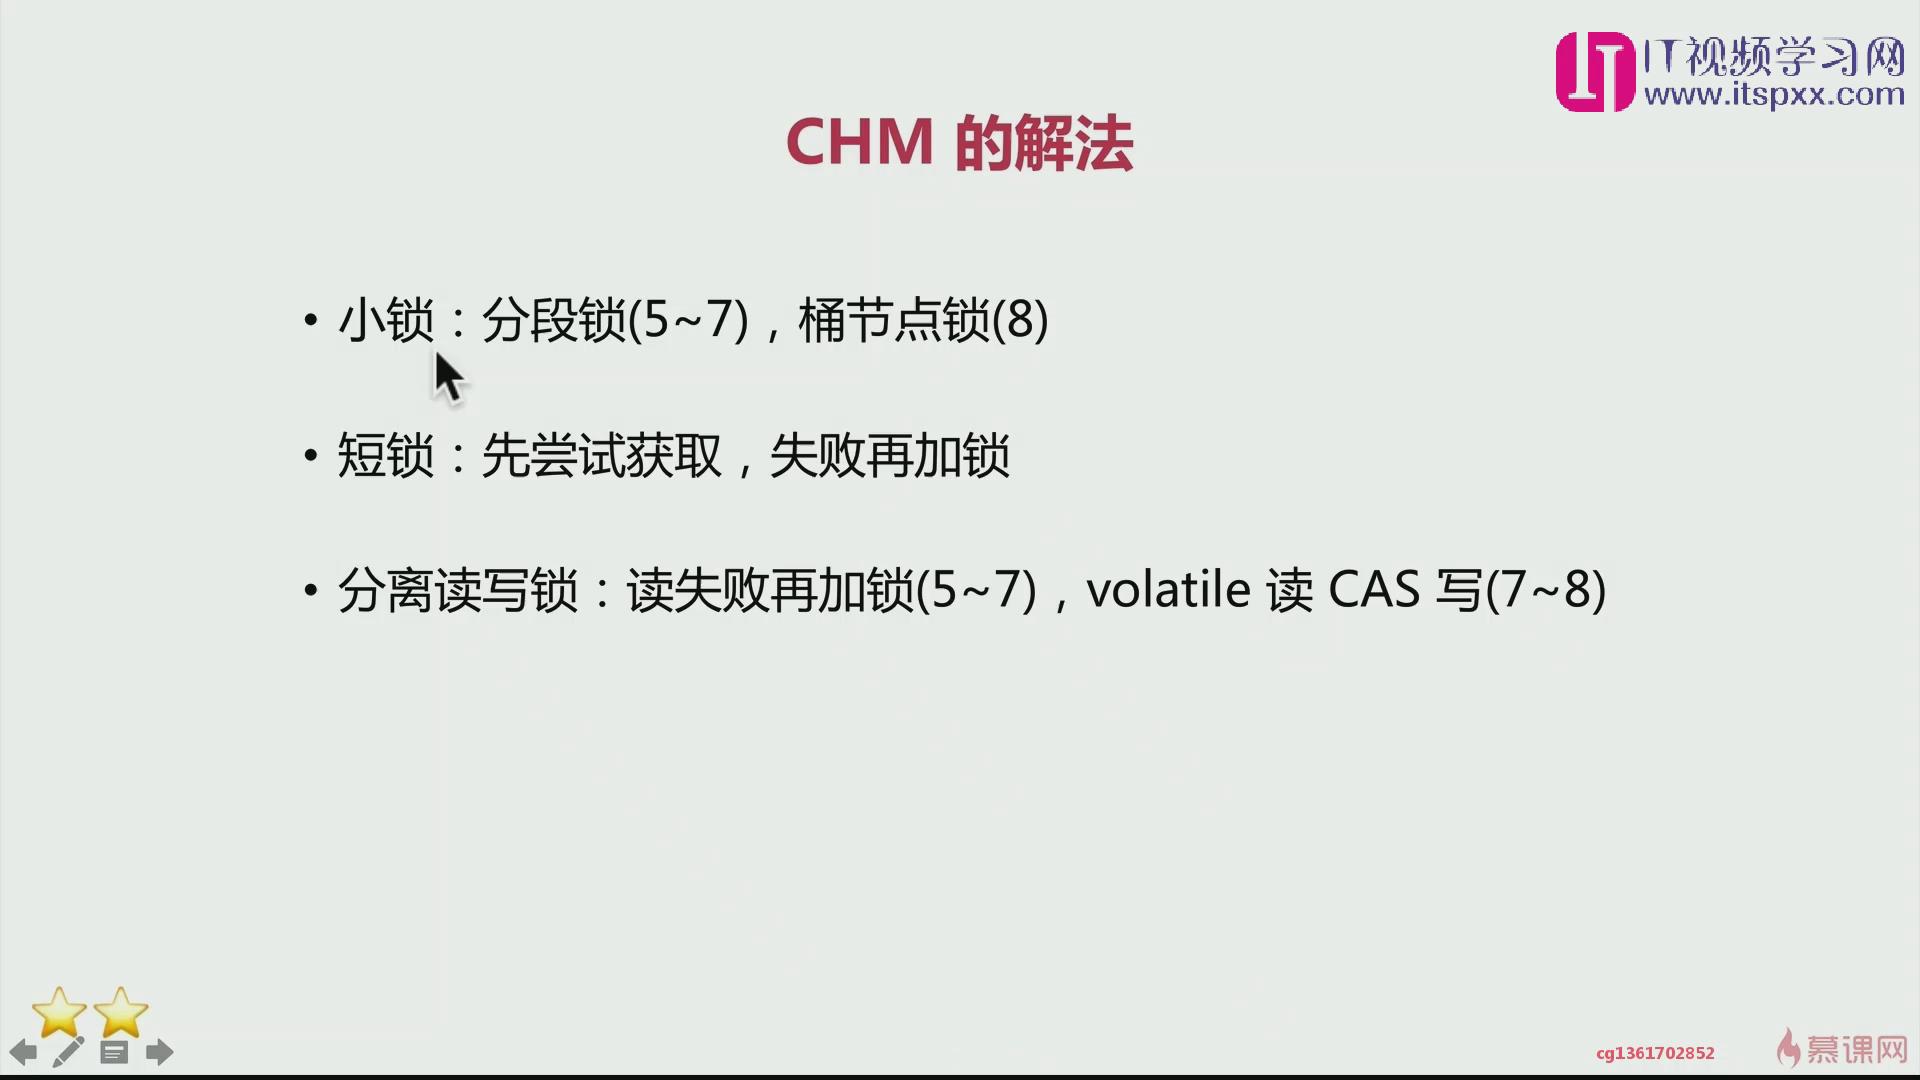 IT视频学习网
www.itspxx.com
CHM 的解法
• 小锁：分段锁(5~7)，桶节点锁(8)
• 短锁：先尝试获取，失败再加锁
• 分离读写锁：读失败再加锁(5~7)，volatile 读 CAS 写(7~8)
cg1361702852
慕课网